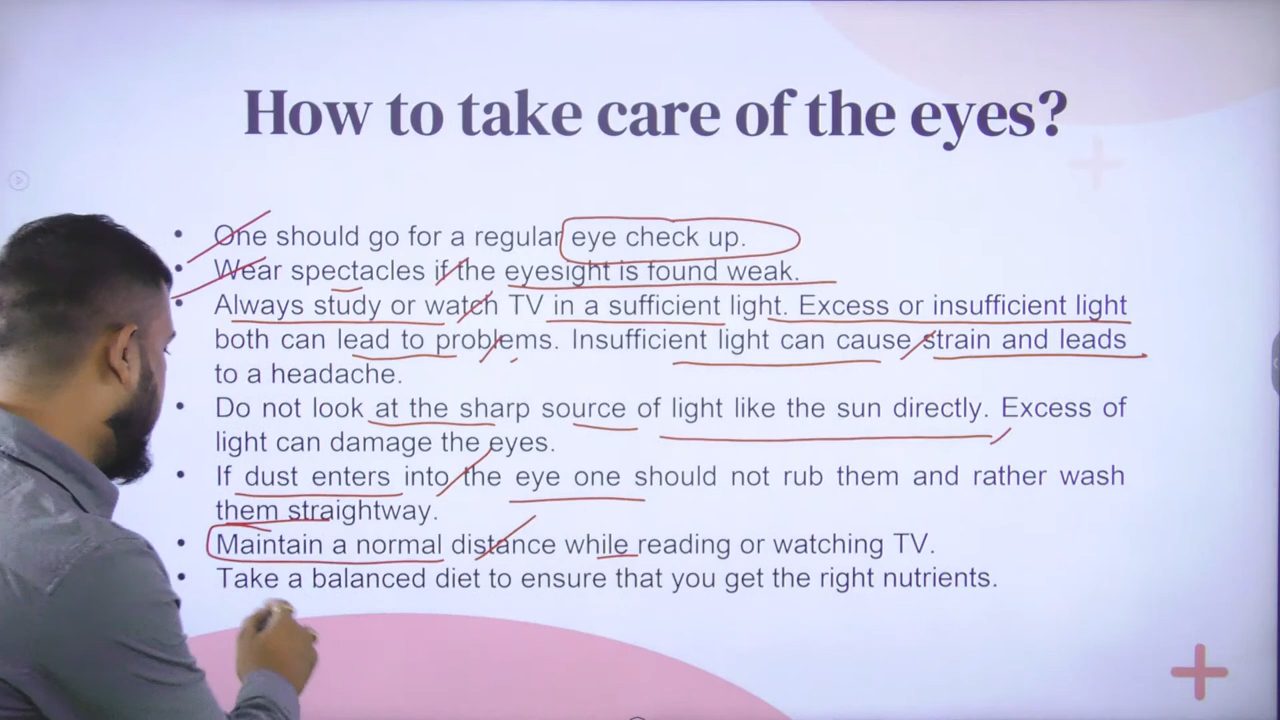 How to take care of the eyes?
• One should go for a regular eye check up.
• Wear spectacles if the eyesight is found weak.
• Always study or watch TV in a sufficient light. Excess or insufficient light
both can lead to problems. Insufficient light can cause strain and leads
to a headache.
• Do not look at the sharp source of light like the sun directly. Excess of
light can damage the eyes.
• If dust enters into the eye one should not rub them and rather wash
them straightway.
• Maintain a normal distance while reading or watching TV.
• Take a balanced diet to ensure that you get the right nutrients.